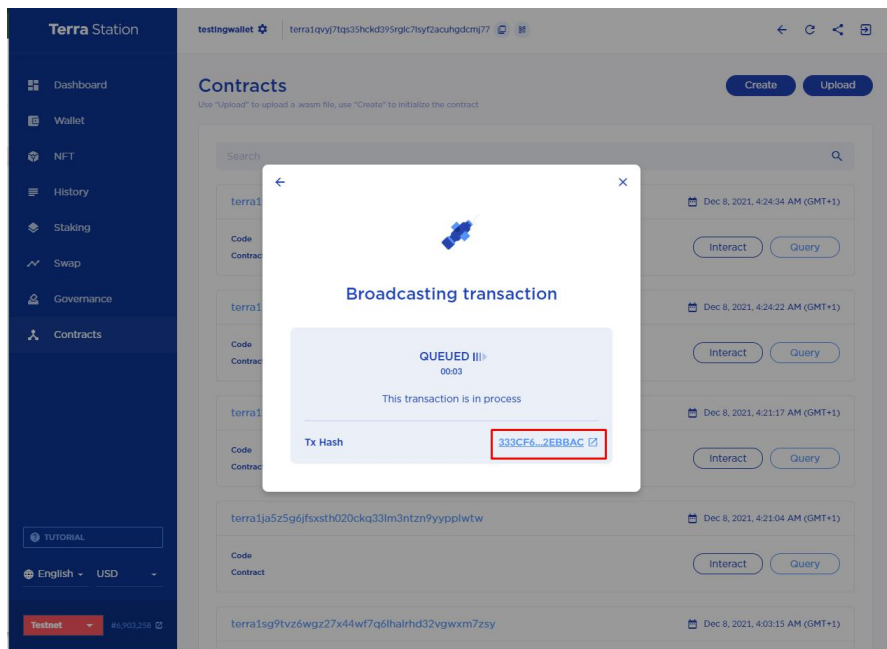 Terra Station
testingwallet
terra1qvyj7tqs35hckd395rglc7lsyf2acuhgdcmj77
Dashboard
Wallet
NFT
History
Staking
Swap
Governance
Contracts
TUTORIAL
English
USD
Testnet
#6,903,258
Contracts
Use "Upload" to upload a .wasm file, use "Create" to initialize the contract
Create
Upload
Search
terra1
Dec 8, 2021, 4:24:34 AM (GMT+1)
Code
Contrac
Interact
Query
terra1
Dec 8, 2021, 4:24:22 AM (GMT+1)
Code
Contrac
Interact
Query
terra1
Dec 8, 2021, 4:21:17 AM (GMT+1)
Code
Contrac
Interact
Query
terra1ja5z5g6jfsxsth020ckq33lm3ntzn9yypplwtw
Dec 8, 2021, 4:21:04 AM (GMT+1)
Code
Contract
Interact
Query
terra1sg9tvz6wgz27x44wf7q6lhalrhd32vgwxm7zsy
Dec 8, 2021, 4:03:15 AM (GMT+1)
Broadcasting transaction
QUEUED
00:03
This transaction is in process
Tx Hash
333CF6...2EBBAC